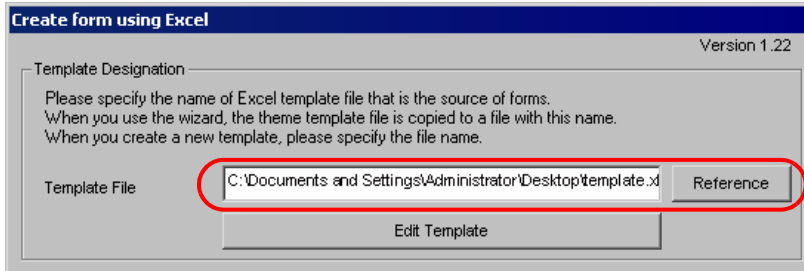 Create form using Excel
Version 1.22
Template Designation
Please specify the name of Excel template file that is the source of forms.
When you use the wizard, the theme template file is copied to a file with this name.
When you create a new template, please specify the file name.
Template File
C:\Documents and Settings\Administrator\Desktop\template.xl
Reference
Edit Template